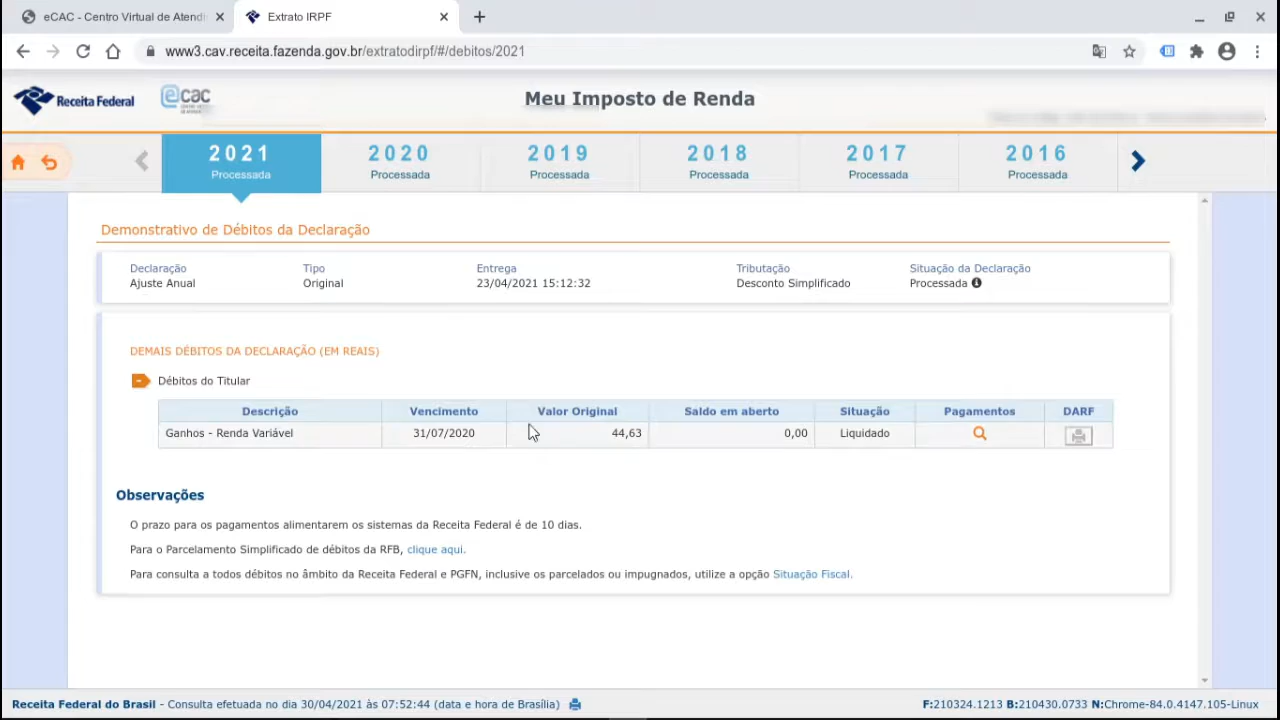 eCAC - Centro Virtual de Atendi
Extrato IRPF
www3.cav.receita.fazenda.gov.br/extratodirpf/#/debitos/2021
Receita Federal
ecac
Meu Imposto de Renda
2021 2020 2019 2018 2017 2016
Processada Processada Processada Processada Processada Processada
Demonstrativo de Débitos da Declaração
Declaração Tipo Entrega Tributação Situação da Declaração
Ajuste Anual Original 23/04/2021 15:12:32 Desconto Simplificado Processada
DEMAIS DÉBITOS DA DECLARAÇÃO (EM REAIS)
Débitos do Titular
Descrição Vencimento Valor Original Saldo em aberto Situação Pagamentos DARF
Ganhos - Renda Variável 31/07/2020 44,63 0,00 Liquidado
Observações
O prazo para os pagamentos alimentarem os sistemas da Receita Federal é de 10 dias.
Para o Parcelamento Simplificado de débitos da RFB, clique aqui.
Para consulta a todos débitos no âmbito da Receita Federal e PGFN, inclusive os parcelados ou impugnados, utilize a opção Situação Fiscal.
Receita Federal do Brasil - Consulta efetuada no dia 30/04/2021 às 07:52:44 (data e hora de Brasília) F:210324.1213 B:210430.0733 N:Chrome-84.0.4147.105-Linux